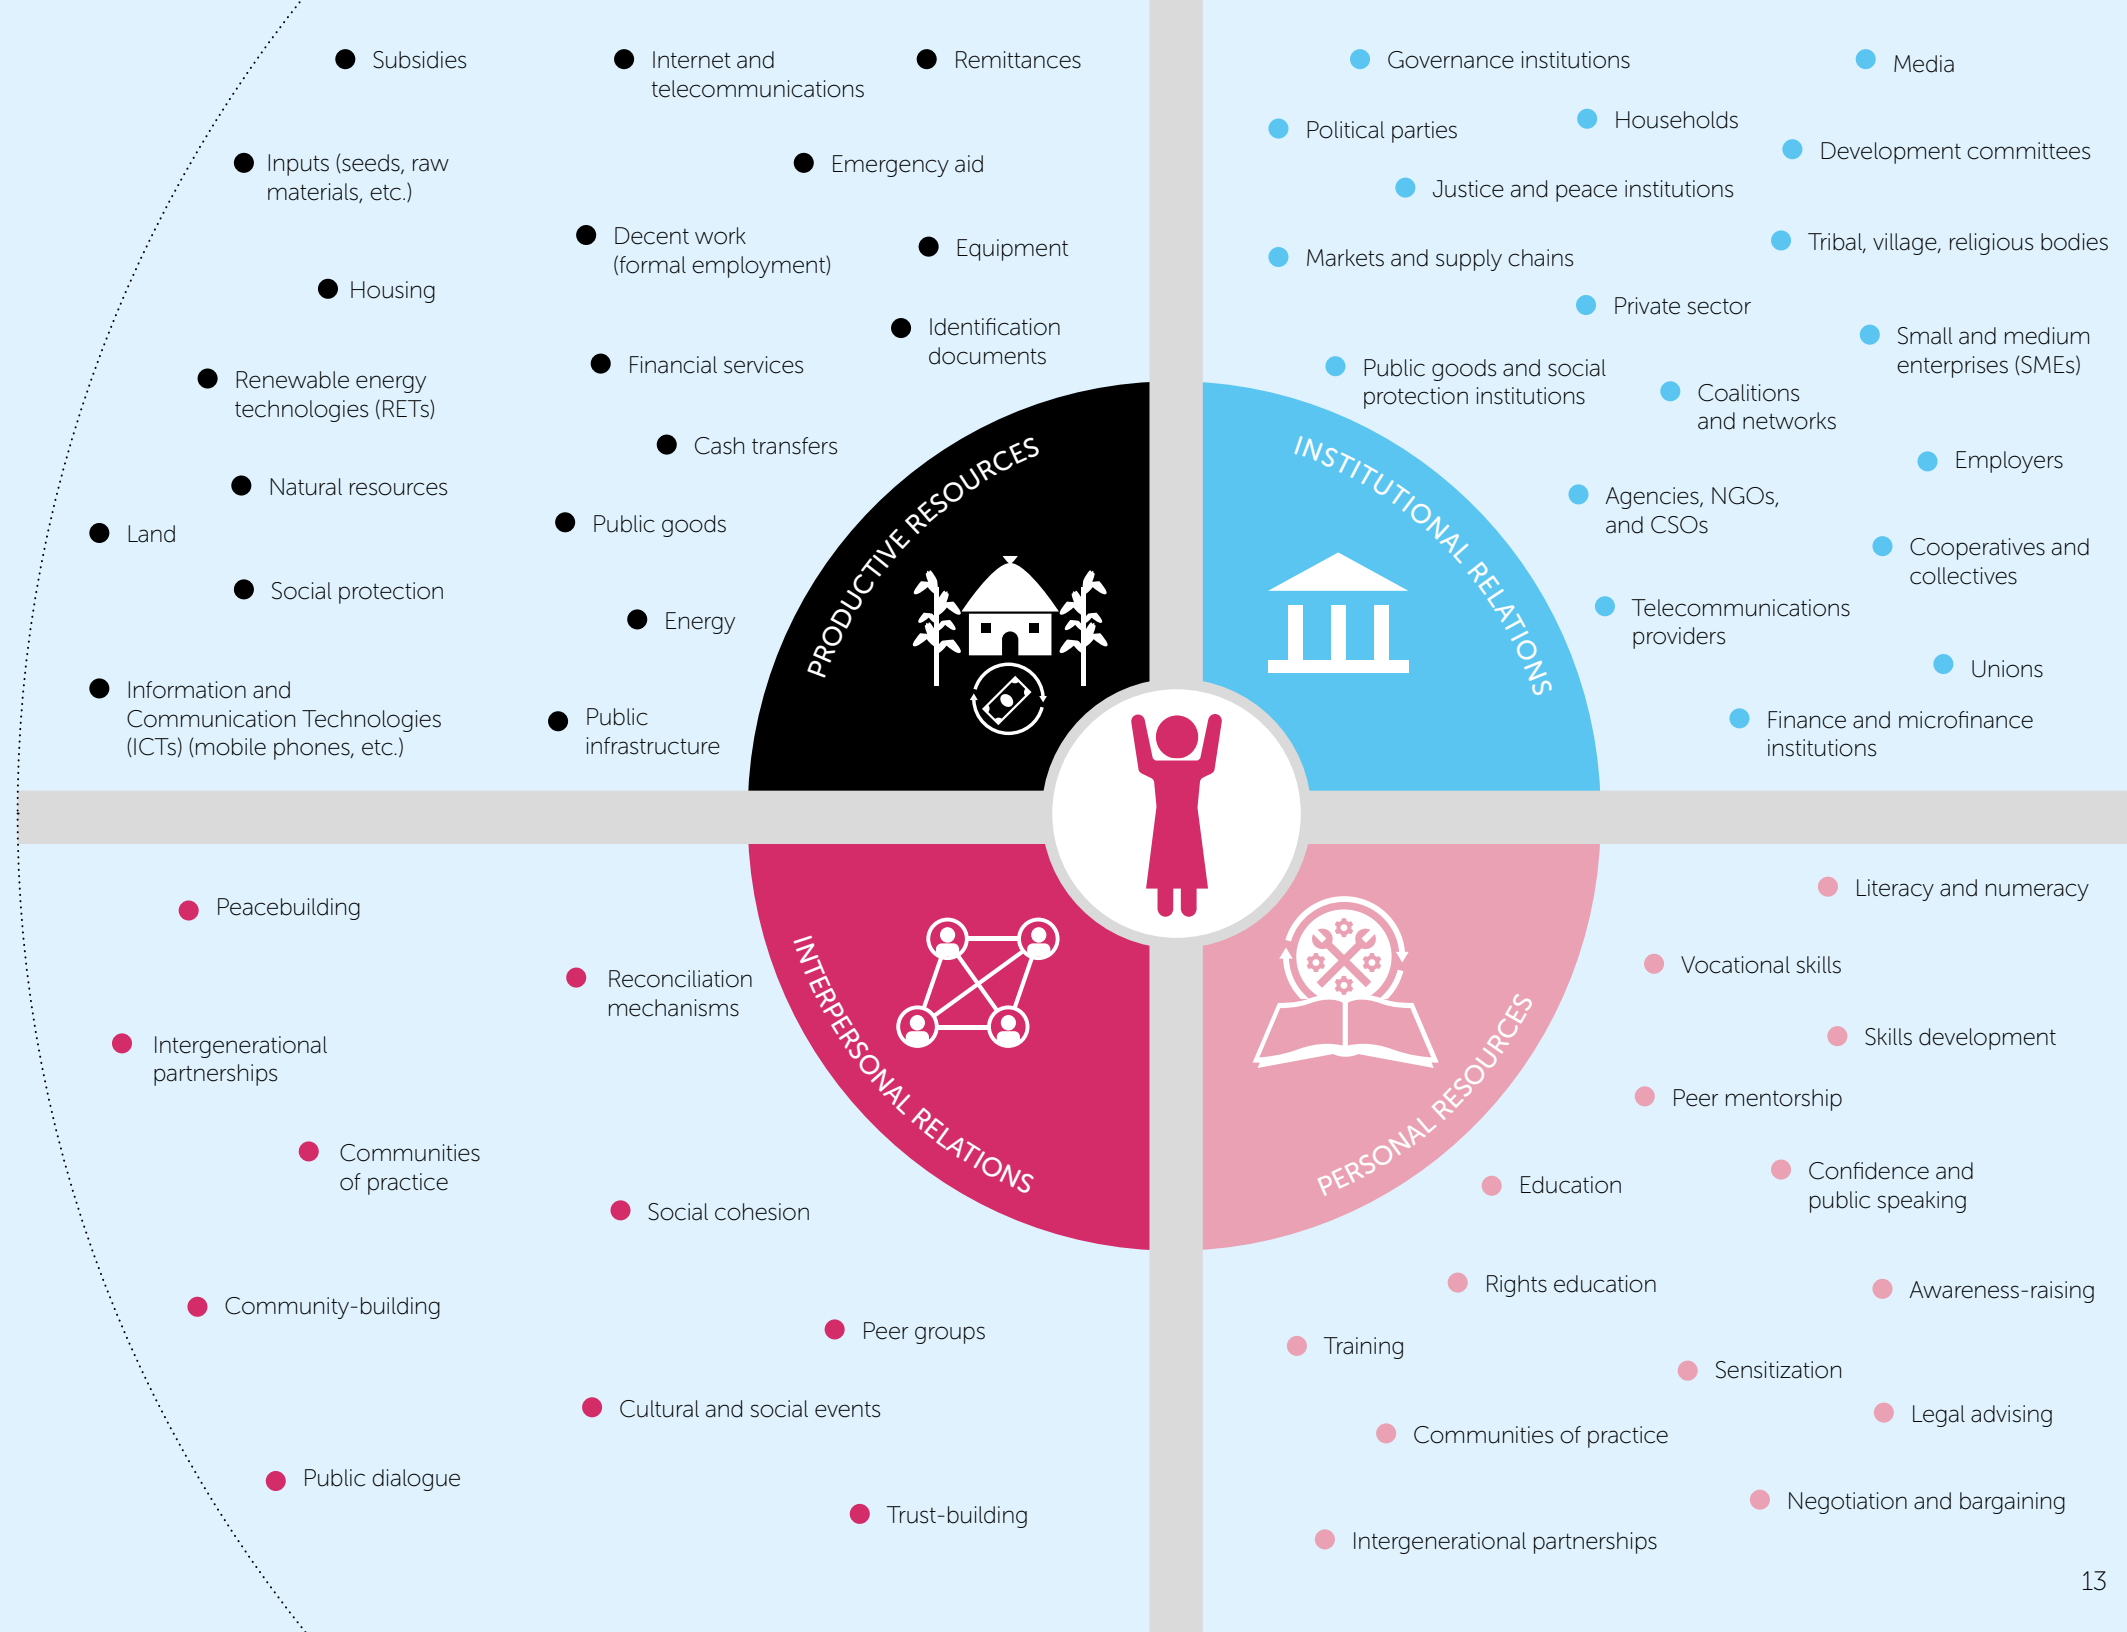 Subsidies
Internet and
telecommunications
Remittances
Inputs (seeds, raw
materials, etc.)
Emergency aid
Decent work
(formal employment)
Equipment
Housing
Identification
documents
Financial services
Renewable energy
technologies (RETs)
Cash transfers
Natural resources
Public goods
Land
Social protection
Energy
Information and
Communication Technologies
(ICTs) (mobile phones, etc.)
Public
infrastructure
PRODUCTIVE RESOURCES
Governance institutions
Media
Political parties
Households
Development committees
Justice and peace institutions
Tribal, village, religious bodies
Markets and supply chains
Private sector
Small and medium
enterprises (SMEs)
Public goods and social
protection institutions
Coalitions
and networks
Employers
Agencies, NGOs,
and CSOs
Cooperatives and
collectives
Telecommunications
providers
Unions
Finance and microfinance
institutions
INSTITUTIONAL RELATIONS
Peacebuilding
Reconciliation
mechanisms
Intergenerational
partnerships
Communities
of practice
Social cohesion
Community-building
Peer groups
Cultural and social events
Public dialogue
Trust-building
INTERPERSONAL RELATIONS
Literacy and numeracy
Vocational skills
Skills development
Peer mentorship
Confidence and
public speaking
Education
Rights education
Awareness-raising
Training
Sensitization
Legal advising
Communities of practice
Negotiation and bargaining
Intergenerational partnerships
PERSONAL RESOURCES
13